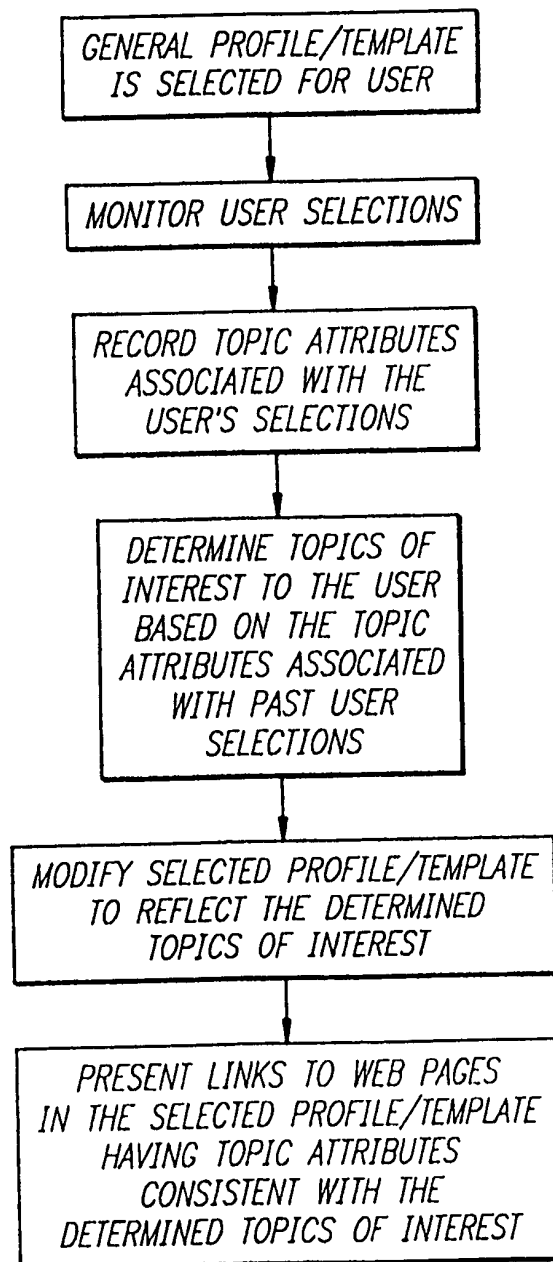 GENERAL PROFILE/TEMPLATE
IS SELECTED FOR USER
MONITOR USER SELECTIONS
RECORD TOPIC ATTRIBUTES
ASSOCIATED WITH THE
USER'S SELECTIONS
DETERMINE TOPICS OF
INTEREST TO THE USER
BASED ON THE TOPIC
ATTRIBUTES ASSOCIATED
WITH PAST USER
SELECTIONS
MODIFY SELECTED PROFILE/TEMPLATE
TO REFLECT THE DETERMINED
TOPICS OF INTEREST
PRESENT LINKS TO WEB PAGES
IN THE SELECTED PROFILE/TEMPLATE
HAVING TOPIC ATTRIBUTES
CONSISTENT WITH THE
DETERMINED TOPICS OF INTEREST